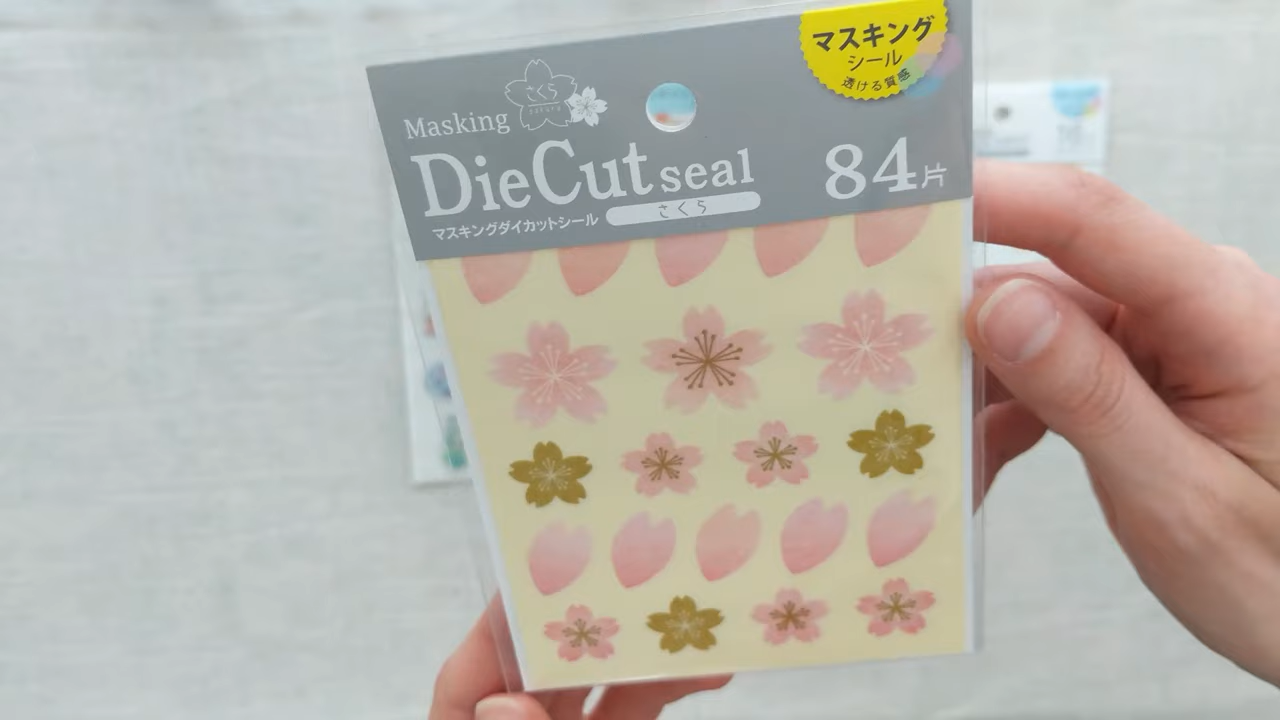 マスキング
シール
透ける質感
さくら
sakura
Masking
DieCut seal
84片
マスキングダイカットシール
さくら